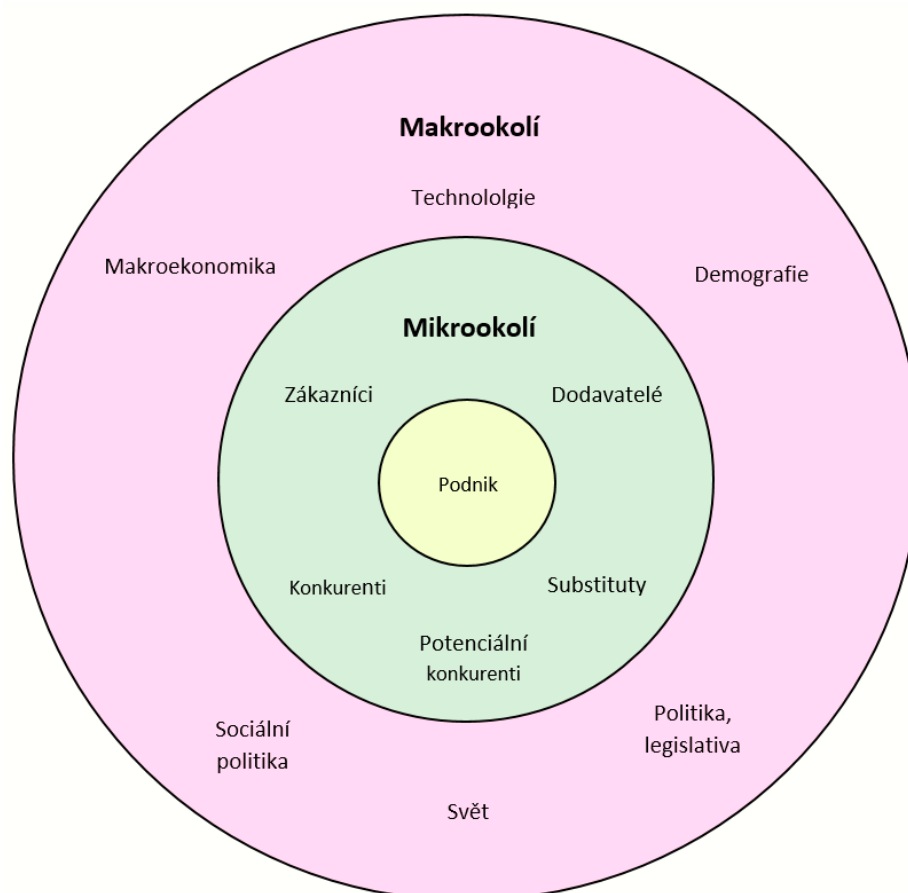 Makrookolí
Technololgie
Makroekonomika
Demografie
Mikrookolí
Zákazníci
Dodavatelé
Podnik
Konkurenti
Substituty
Potenciální
konkurenti
Sociální
politika
Politika,
legislativa
Svět